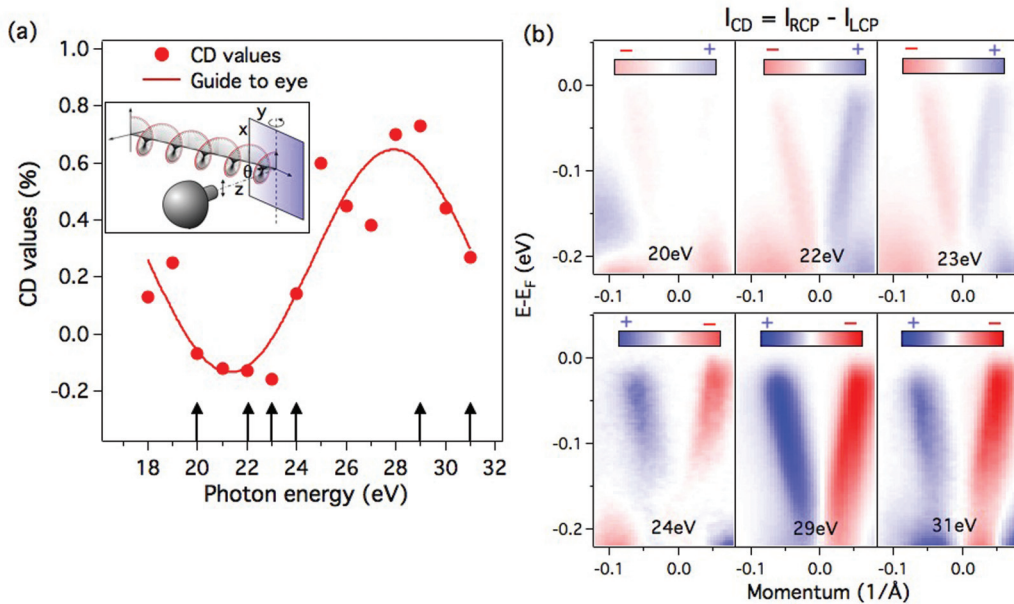 (a)
1.0
0.8
0.6
0.4
0.2
0.0
-0.2
CD values (%)
CD values
Guide to eye
x
y
z
θ
18 20 22 24 26 28 30 32
Photon energy (eV)
(b)
I_CD = I_RCP - I_LCP
− + − + − +
0.0
-0.1
-0.2
20eV 22eV 23eV
-0.1 0.0 -0.1 0.0 -0.1 0.0
E-E_F (eV)
+ − + − + −
0.0
-0.1
-0.2
24eV 29eV 31eV
-0.1 0.0 -0.1 0.0 -0.1 0.0
Momentum (1/Å)